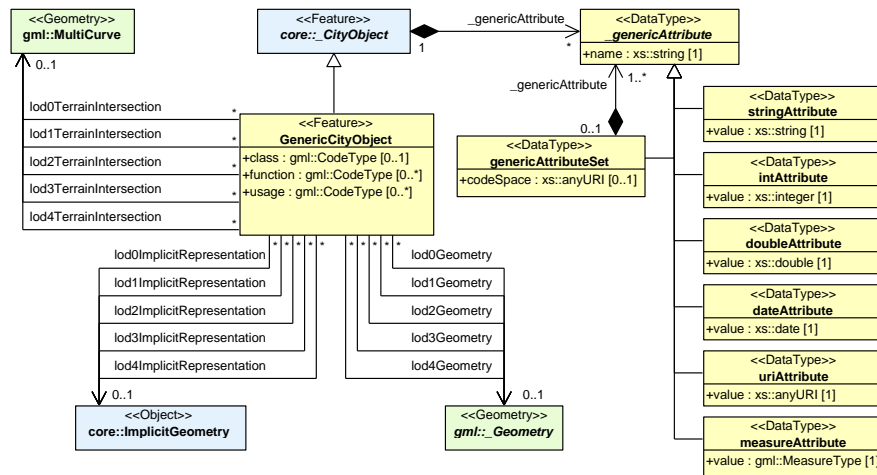 <<Geometry>>
gml::MultiCurve
0..1
<<Feature>>
core::_CityObject
1
_genericAttribute
*
<<DataType>>
_genericAttribute
+name : xs::string [1]
_genericAttribute
1..*
0..1
<<DataType>>
genericAttributeSet
+codeSpace : xs::anyURI [0..1]
<<DataType>>
stringAttribute
+value : xs::string [1]
<<DataType>>
intAttribute
+value : xs::integer [1]
<<DataType>>
doubleAttribute
+value : xs::double [1]
<<DataType>>
dateAttribute
+value : xs::date [1]
<<DataType>>
uriAttribute
+value : xs::anyURI [1]
<<DataType>>
measureAttribute
+value : gml::MeasureType [1]
lod0TerrainIntersection *
lod1TerrainIntersection *
lod2TerrainIntersection *
lod3TerrainIntersection *
lod4TerrainIntersection *
<<Feature>>
GenericCityObject
+class : gml::CodeType [0..1]
+function : gml::CodeType [0..*]
+usage : gml::CodeType [0..*]
lod0ImplicitRepresentation * * * * *
lod1ImplicitRepresentation
lod2ImplicitRepresentation
lod3ImplicitRepresentation
lod4ImplicitRepresentation
0..1
<<Object>>
core::ImplicitGeometry
* * * * * lod0Geometry
lod1Geometry
lod2Geometry
lod3Geometry
lod4Geometry
0..1
<<Geometry>>
gml::_Geometry